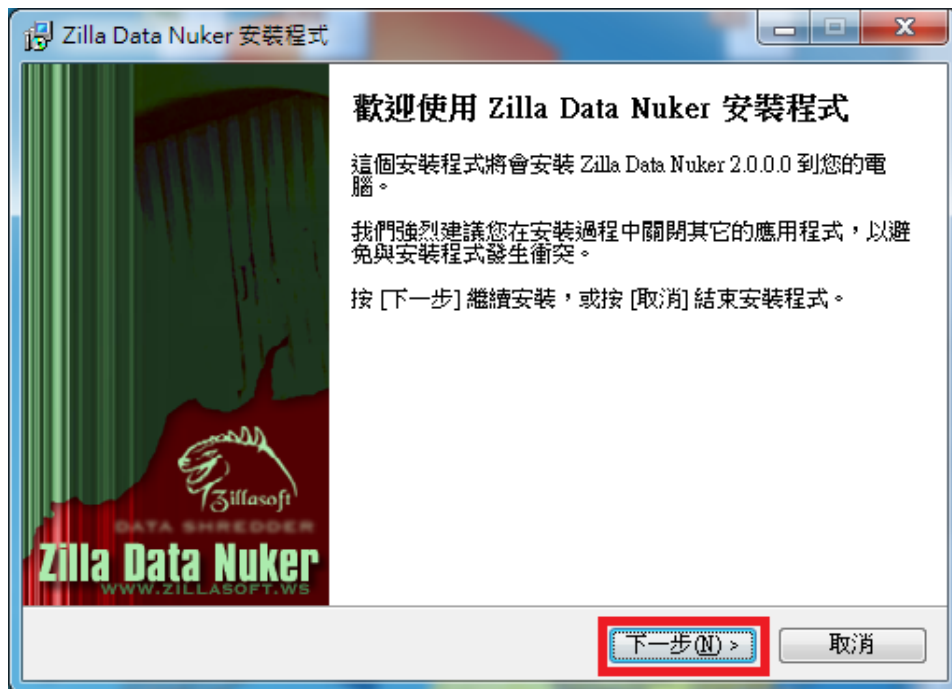 Zilla Data Nuker 安裝程式
歡迎使用 Zilla Data Nuker 安裝程式
這個安裝程式將會安裝 Zilla Data Nuker 2.0.0.0 到您的電
腦。
我們強烈建議您在安裝過程中關閉其它的應用程式，以避
免與安裝程式發生衝突。
按 [下一步] 繼續安裝，或按 [取消] 結束安裝程式。
Zillasoft
DATA SHREDDER
Zilla Data Nuker
WWW.ZILLASOFT.WS
下一步(N) >
取消